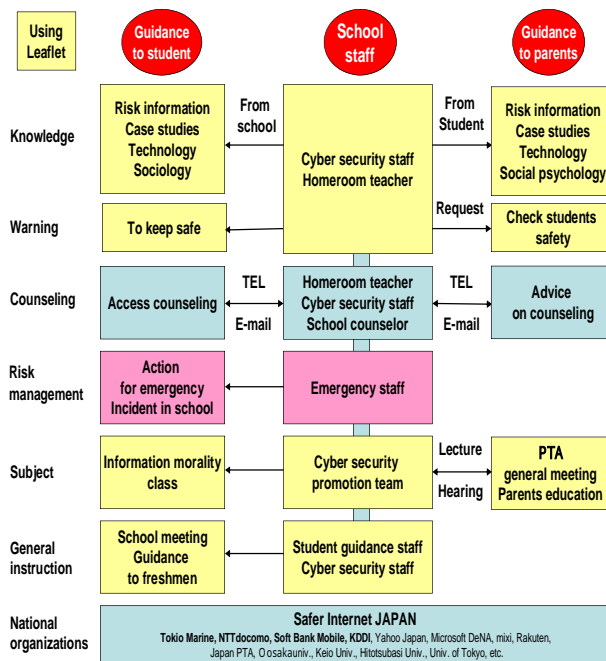 Using
Leaflet
Guidance
to student
School
staff
Guidance
to parents
Knowledge
Risk information
Case studies
Technology
Sociology
From
school
Cyber security staff
Homeroom teacher
From
Student
Risk information
Case studies
Technology
Social psychology
Warning
To keep safe
Request
Check students
safety
Counseling
Access counseling
TEL
E-mail
Homeroom teacher
Cyber security staff
School counselor
TEL
E-mail
Advice
on counseling
Risk
management
Action
for emergency
Incident in school
Emergency staff
Subject
Information morality
class
Cyber security
promotion team
Lecture
Hearing
PTA
general meeting
Parents education
General
instruction
School meeting
Guidance
to freshmen
Student guidance staff
Cyber security staff
National
organizations
Safer Internet JAPAN
Tokio Marine, NTTdocomo, Soft Bank Mobile, KDDI, Yahoo Japan, Microsoft DeNA, mixi, Rakuten,
Japan PTA, O osakauniv., Keio Univ., Hitotsubasi Univ., Univ. of Tokyo, etc.